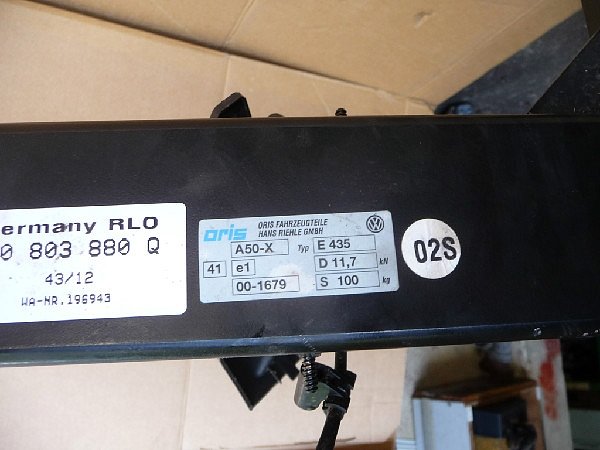 ermany RLO
0 803 880 Q
43/12
WA-NR.196943
oris
ORIS FAHRZEUGTEILE
HANS RIEHLE GMBH
A50-X Typ E 435
41 e1 D 11,7 kN
00-1679 S 100 kg
02S